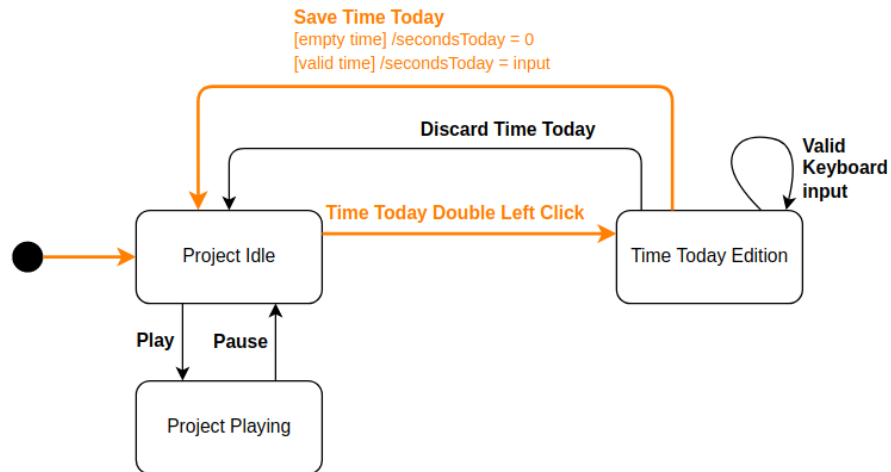 Save Time Today
[empty time] /secondsToday = 0
[valid time] /secondsToday = input
Discard Time Today
Valid
Keyboard
input
Time Today Double Left Click
Project Idle
Time Today Edition
Play
Pause
Project Playing